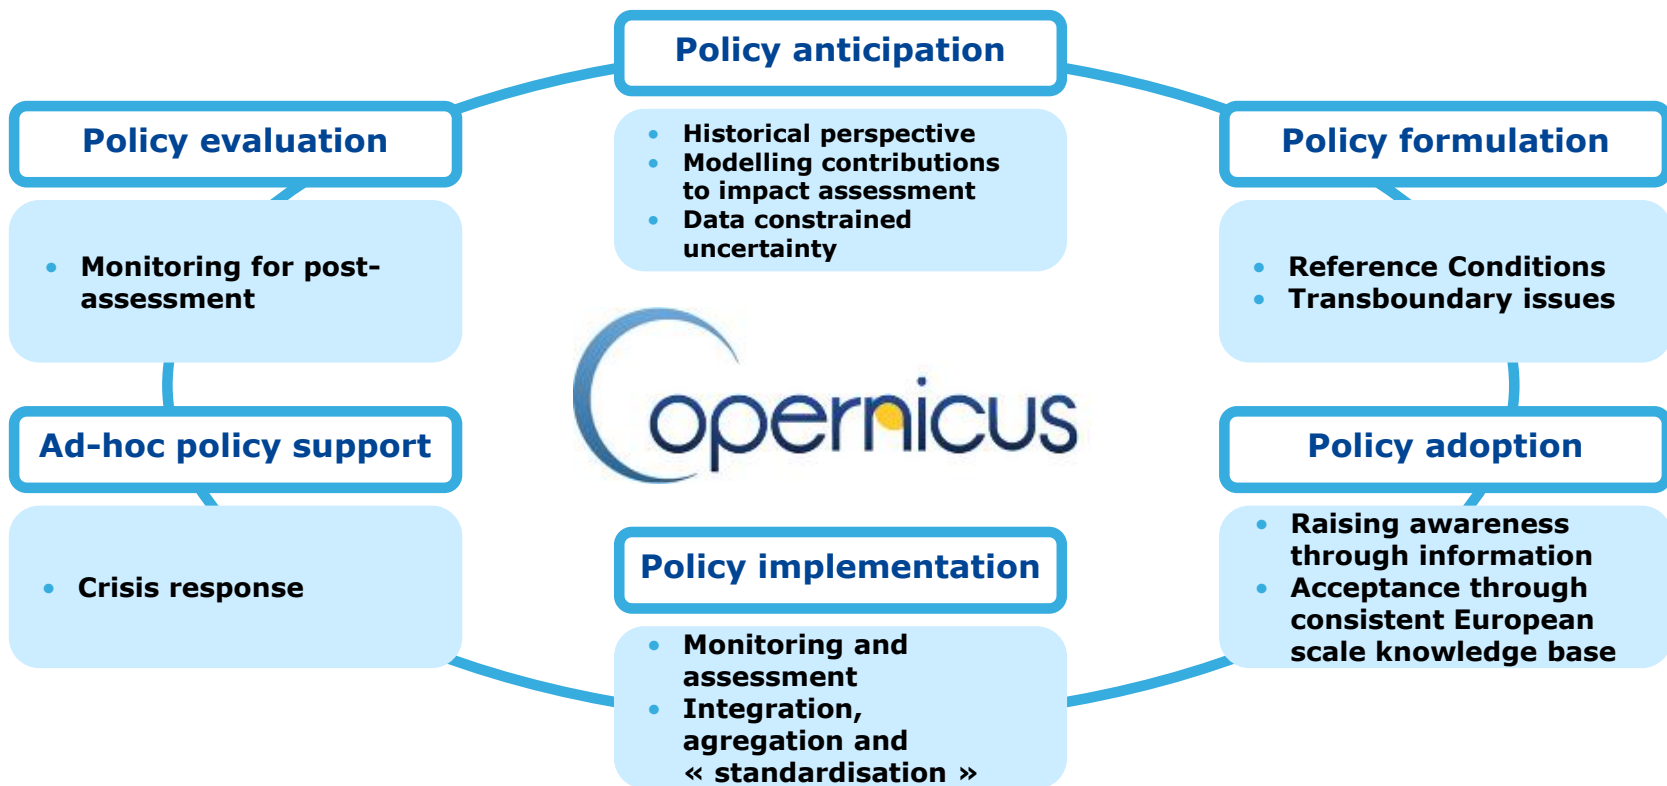 Policy anticipation
• Historical perspective
• Modelling contributions
to impact assessment
• Data constrained
uncertainty
Policy formulation
• Reference Conditions
• Transboundary issues
Policy adoption
• Raising awareness
through information
• Acceptance through
consistent European
scale knowledge base
Policy implementation
• Monitoring and
assessment
• Integration,
agregation and
« standardisation »
Ad-hoc policy support
• Crisis response
Policy evaluation
• Monitoring for post-
assessment
Copernicus